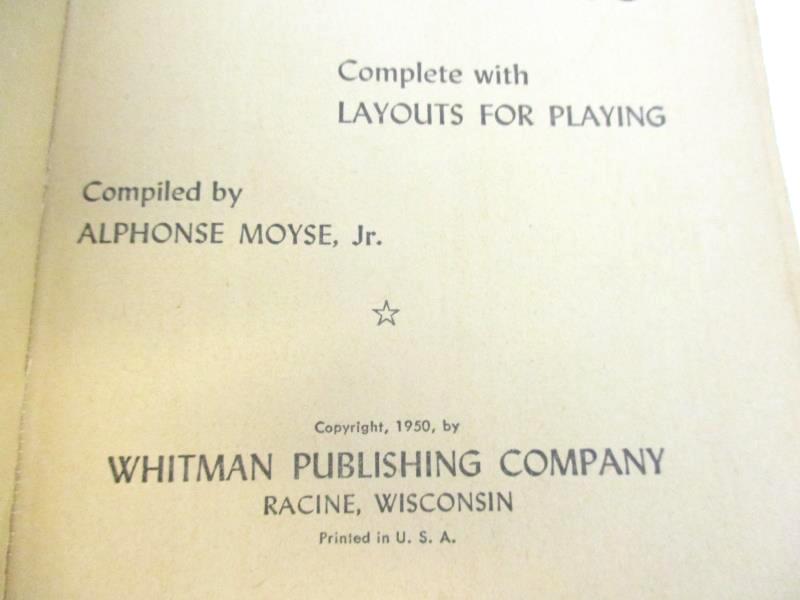 Complete with
LAYOUTS FOR PLAYING
Compiled by
ALPHONSE MOYSE, Jr.
Copyright, 1950, by
WHITMAN PUBLISHING COMPANY
RACINE, WISCONSIN
Printed in U. S. A.